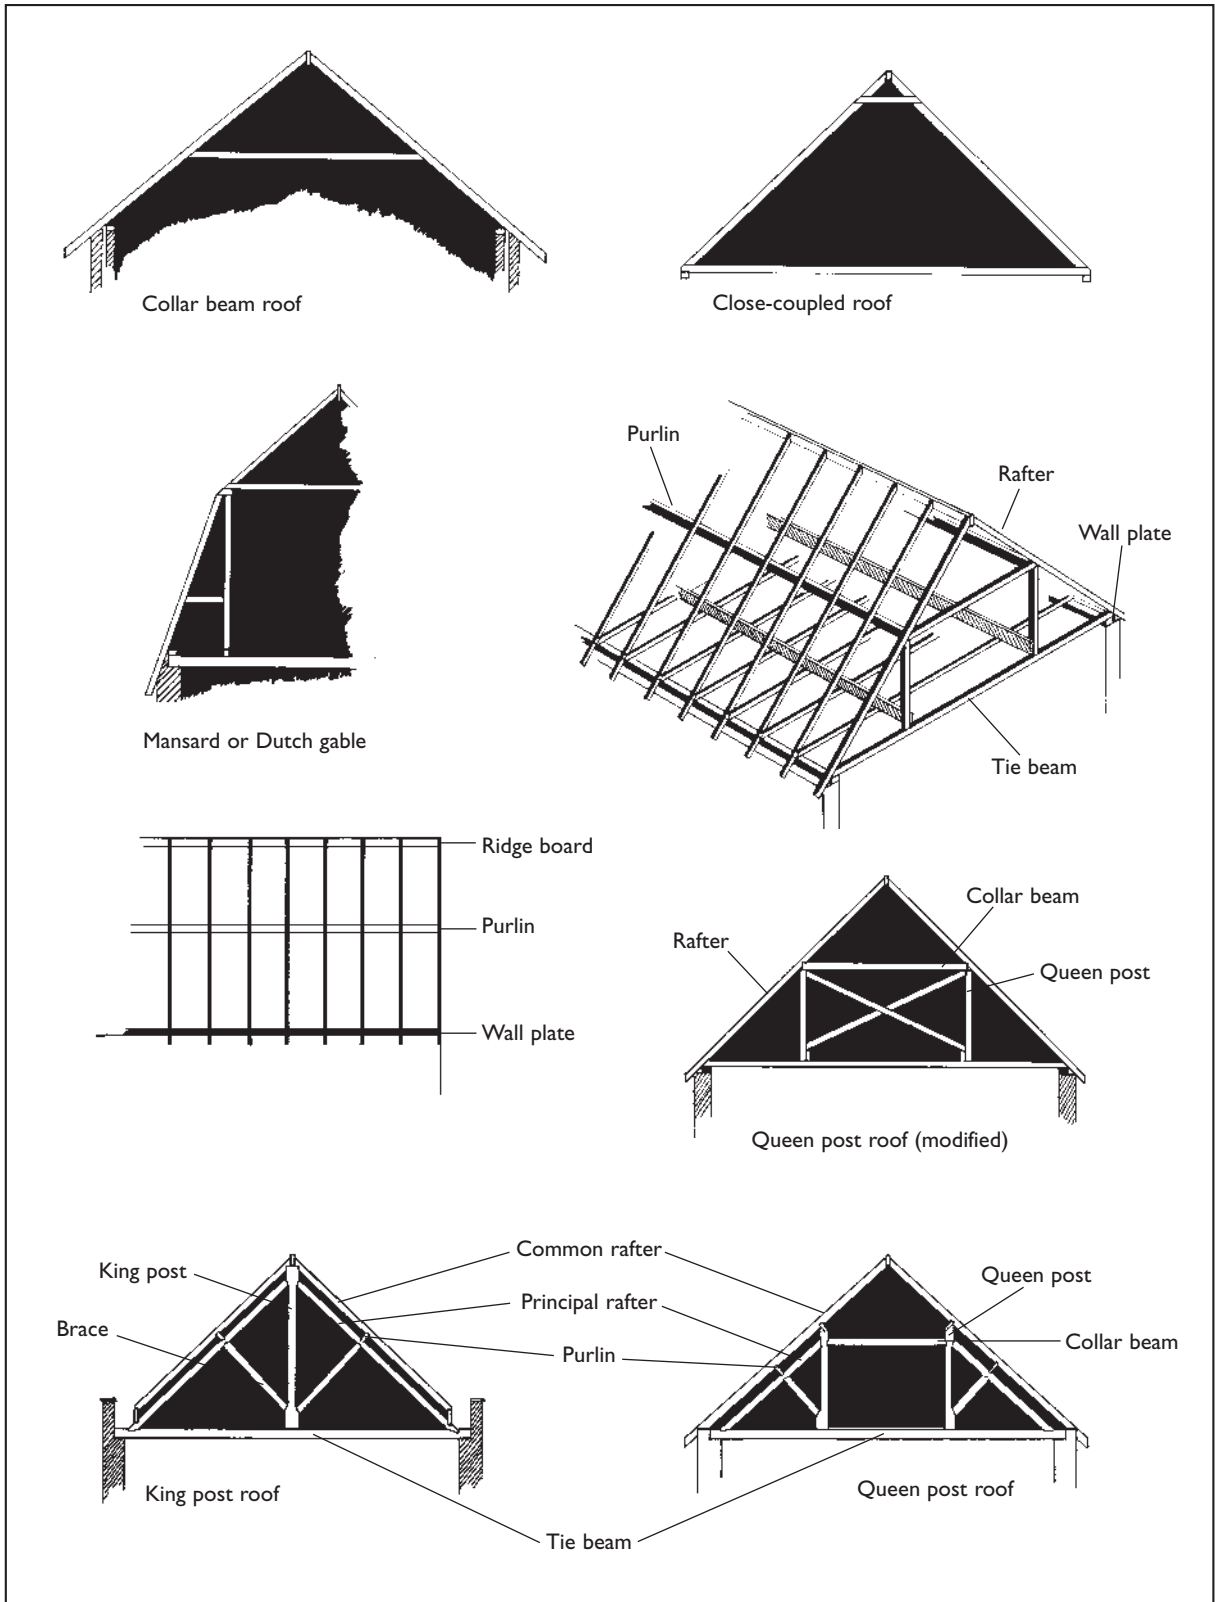 Collar beam roof
Close-coupled roof
Purlin
Rafter
Wall plate
Mansard or Dutch gable
Tie beam
Ridge board
Purlin
Wall plate
Collar beam
Rafter
Queen post
Queen post roof (modified)
Common rafter
King post
Queen post
Principal rafter
Brace
Collar beam
Purlin
King post roof
Queen post roof
Tie beam